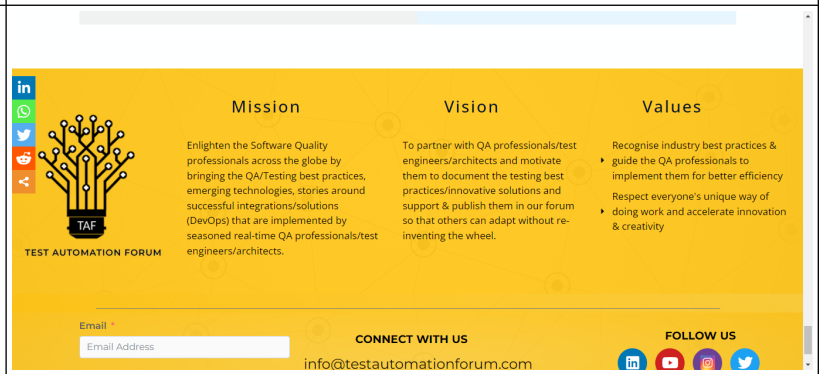 in
Mission
Vision
Values
Enlighten the Software Quality
professionals across the globe by
bringing the QA/Testing best practices,
emerging technologies, stories around
successful integrations/solutions
(DevOps) that are implemented by
seasoned real-time QA professionals/test
engineers/architects.
To partner with QA professionals/test
engineers/architects and motivate
them to document the testing best
practices/innovative solutions and
support & publish them in our forum
so that others can adapt without re-
inventing the wheel.
Recognise industry best practices &
guide the QA professionals to
implement them for better efficiency
Respect everyone's unique way of
doing work and accelerate innovation
& creativity
TAF
TEST AUTOMATION FORUM
Email *
Email Address
CONNECT WITH US
info@testautomationforum.com
FOLLOW US
in